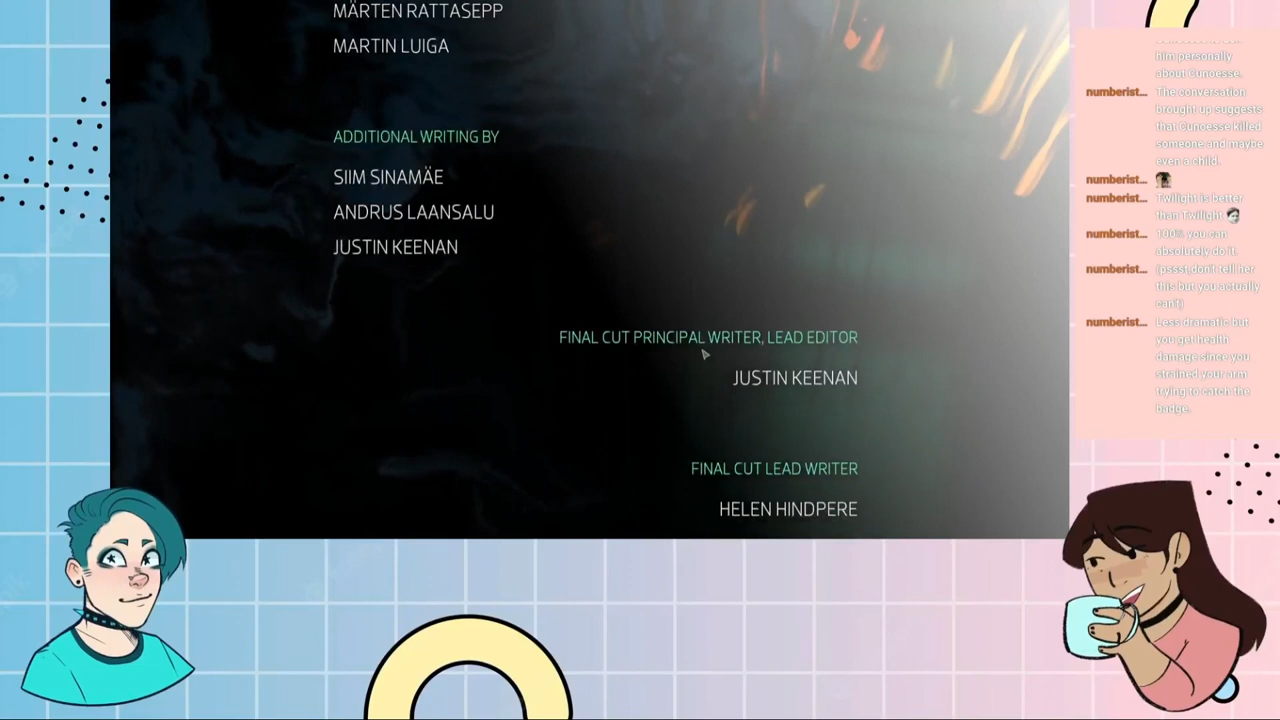 MÄRTEN RATTASEPP
MARTIN LUIGA
ADDITIONAL WRITING BY
SIIM SINAMÄE
ANDRUS LAANSALU
JUSTIN KEENAN
FINAL CUT PRINCIPAL WRITER, LEAD EDITOR
JUSTIN KEENAN
FINAL CUT LEAD WRITER
HELEN HINDPERE
him personally
about Cunoesse.
numberist... The conversation
brought up suggests
that Cunoesse killed
someone and maybe
even a child.
numberist...
numberist... Twilight is better
than Twilight
numberist... 100% you can
absolutely do it.
numberist... (pssst don't tell her
this but you actually
can't)
numberist... Less dramatic but
you get health
damage since you
strained your arm
trying to catch the
badge.